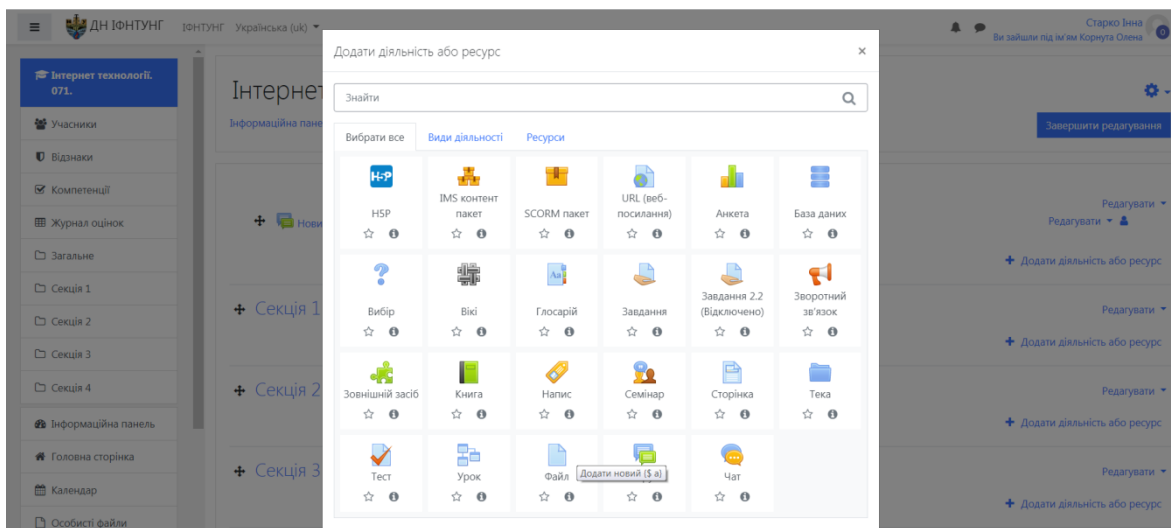 ДН ІФНТУНГ
ІФНТУНГ Українська (uk)
Старко Інна
Ви зайшли під ім'ям Корнута Олена
0
Інтернет технології. 071.
Учасники
Відзнаки
Компетенції
Журнал оцінок
Загальне
Секція 1
Секція 2
Секція 3
Секція 4
Інформаційна панель
Головна сторінка
Календар
Особисті файли
Інтернет
Інформаційна пане
Завершити редагування
Нови
Редагувати
Редагувати
Додати діяльність або ресурс
Секція 1
Редагувати
Додати діяльність або ресурс
Секція 2
Редагувати
Додати діяльність або ресурс
Секція 3
Редагувати
Додати діяльність або ресурс
Додати діяльність або ресурс ×
Знайти
Вибрати все Види діяльності Ресурси
H5P
H5P
IMS контент пакет
SCORM пакет
URL (веб-посилання)
Анкета
База даних
Вибір
Вікі
Aa
Глосарій
Завдання
Завдання 2.2 (Відключено)
Зворотний зв'язок
Зовнішній засіб
Книга
Напис
Семінар
Сторінка
Тека
Тест
Урок
Файл
Додати новий {$ a}
Чат